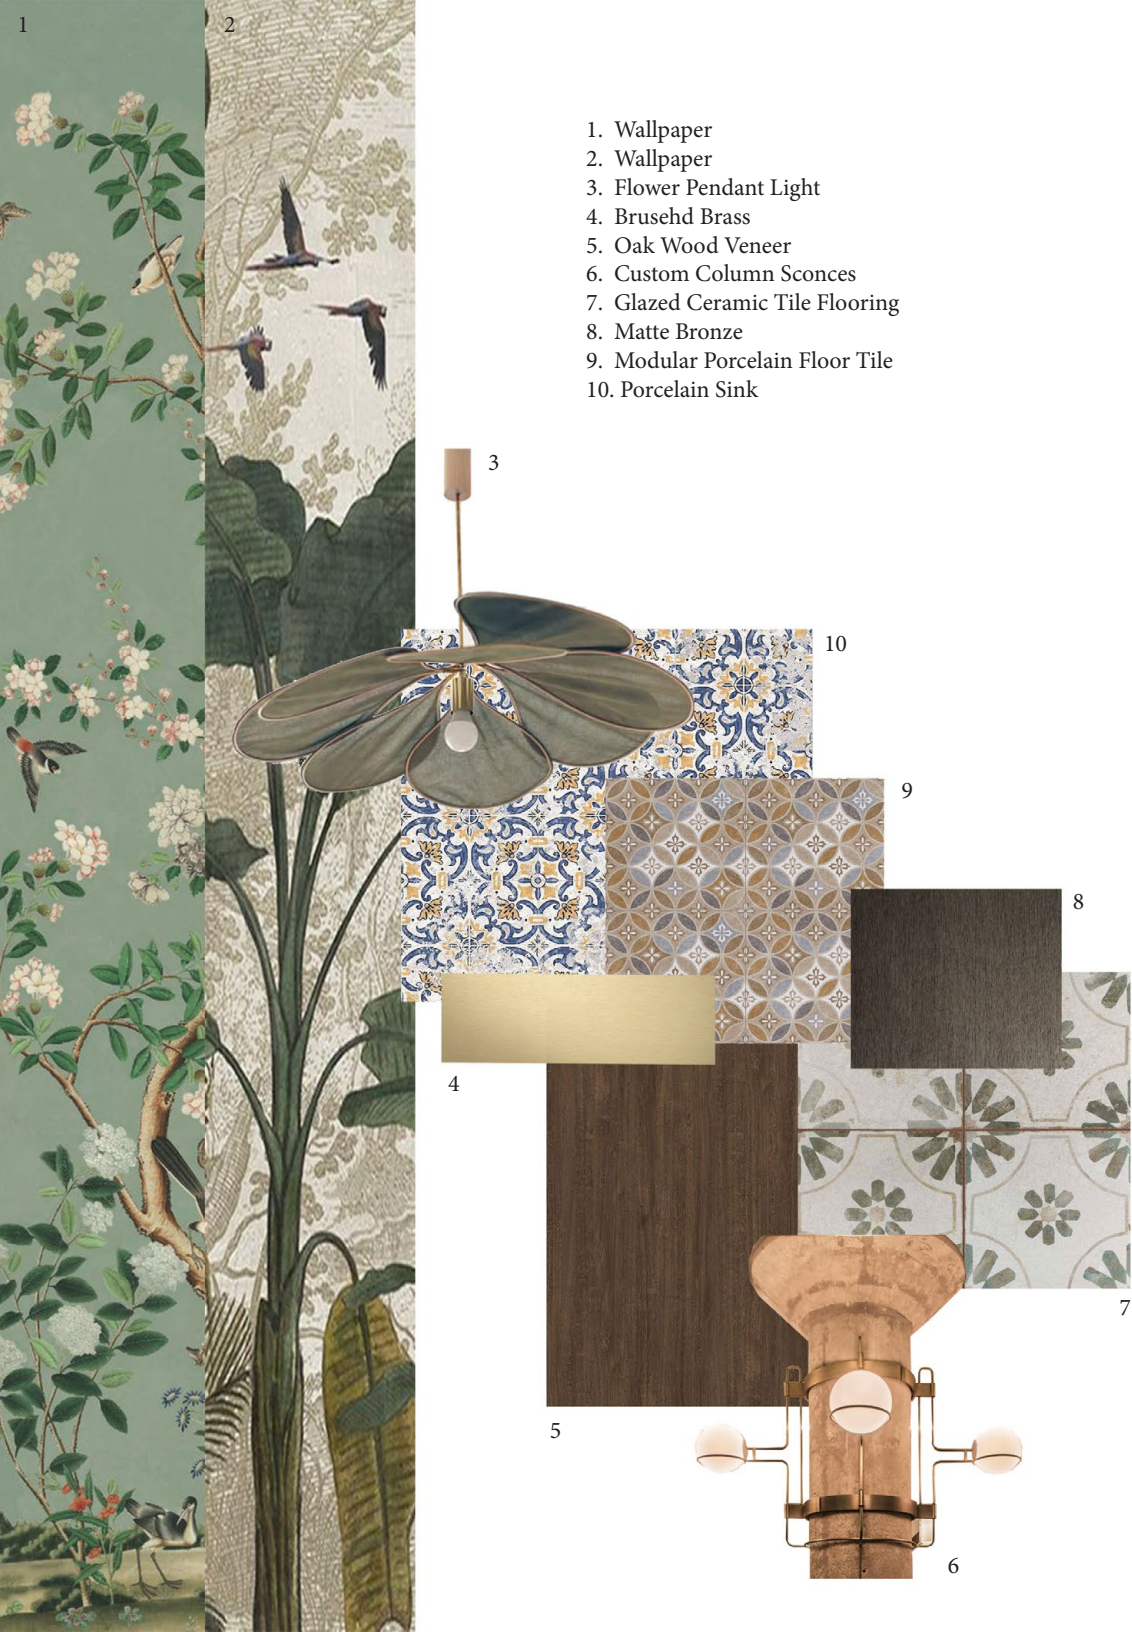 1
2
1. Wallpaper
2. Wallpaper
3. Flower Pendant Light
4. Brusehd Brass
5. Oak Wood Veneer
6. Custom Column Sconces
7. Glazed Ceramic Tile Flooring
8. Matte Bronze
9. Modular Porcelain Floor Tile
10. Porcelain Sink
3
10
9
8
4
7
5
6